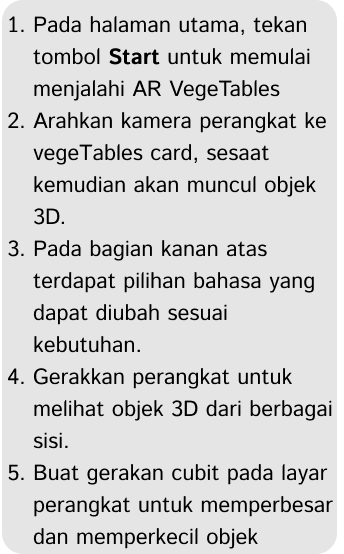 1. Pada halaman utama, tekan
tombol Start untuk memulai
menjalahi AR VegeTables
2. Arahkan kamera perangkat ke
vegeTables card, sesaat
kemudian akan muncul objek
3D.
3. Pada bagian kanan atas
terdapat pilihan bahasa yang
dapat diubah sesuai
kebutuhan.
4. Gerakkan perangkat untuk
melihat objek 3D dari berbagai
sisi.
5. Buat gerakan cubit pada layar
perangkat untuk memperbesar
dan memperkecil objek